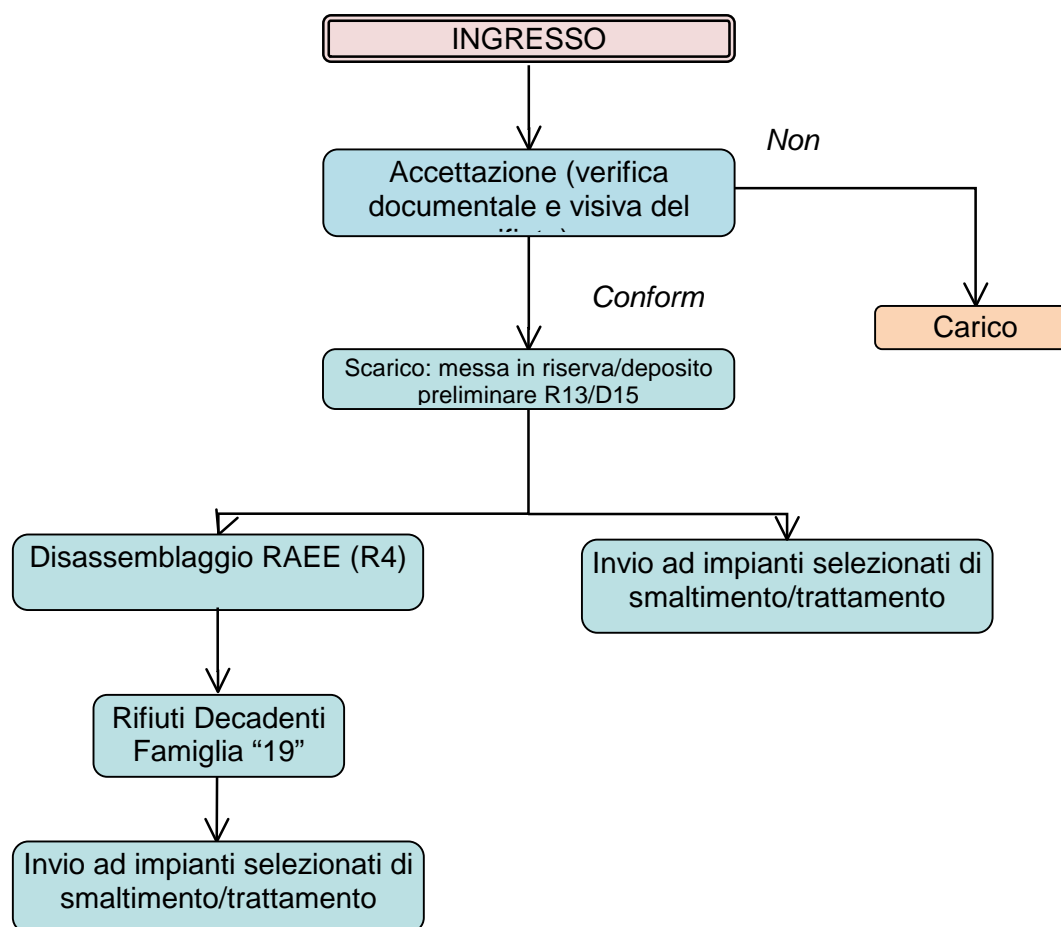 INGRESSO
Non
Accettazione (verifica
documentale e visiva del
Conform
Carico
Scarico: messa in riserva/deposito
preliminare R13/D15
Disassemblaggio RAEE (R4)
Invio ad impianti selezionati di
smaltimento/trattamento
Rifiuti Decadenti
Famiglia “19”
Invio ad impianti selezionati di
smaltimento/trattamento